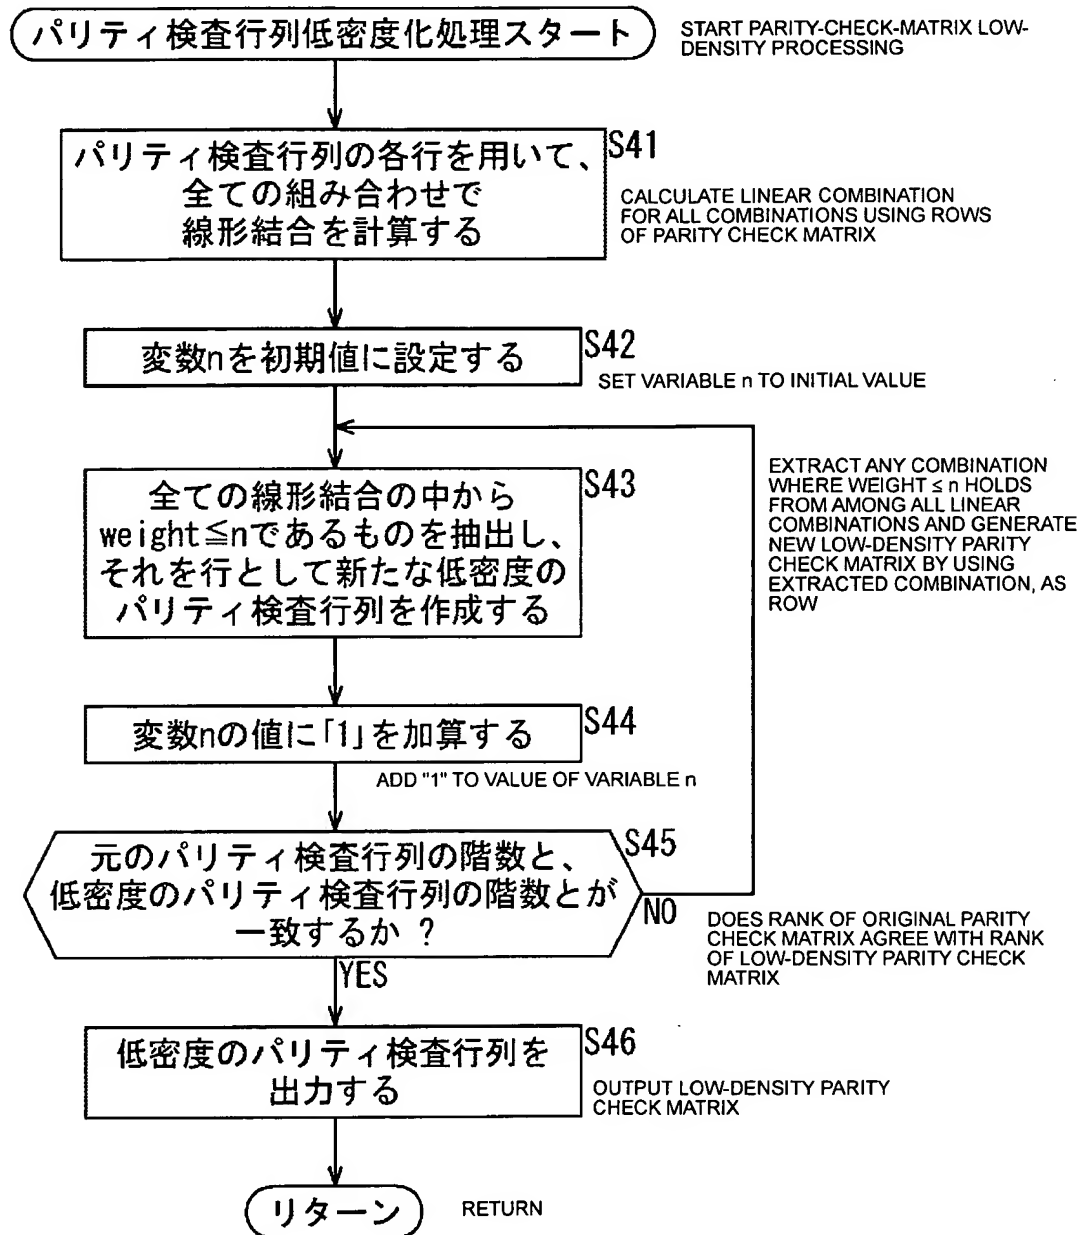 パリティ検査行列低密度化処理スタート
START PARITY-CHECK-MATRIX LOW-
DENSITY PROCESSING
S41
パリティ検査行列の各行を用いて、
全ての組み合わせで
線形結合を計算する
CALCULATE LINEAR COMBINATION
FOR ALL COMBINATIONS USING ROWS
OF PARITY CHECK MATRIX
S42
変数nを初期値に設定する
SET VARIABLE n TO INITIAL VALUE
S43
全ての線形結合の中から
weight≦nであるものを抽出し、
それを行として新たな低密度の
パリティ検査行列を作成する
EXTRACT ANY COMBINATION
WHERE WEIGHT ≤ n HOLDS
FROM AMONG ALL LINEAR
COMBINATIONS AND GENERATE
NEW LOW-DENSITY PARITY
CHECK MATRIX BY USING
EXTRACTED COMBINATION, AS
ROW
S44
変数nの値に「1」を加算する
ADD "1" TO VALUE OF VARIABLE n
S45
元のパリティ検査行列の階数と、
低密度のパリティ検査行列の階数とが
一致するか ?
NO
DOES RANK OF ORIGINAL PARITY
CHECK MATRIX AGREE WITH RANK
OF LOW-DENSITY PARITY CHECK
MATRIX
YES
S46
低密度のパリティ検査行列を
出力する
OUTPUT LOW-DENSITY PARITY
CHECK MATRIX
リターン
RETURN